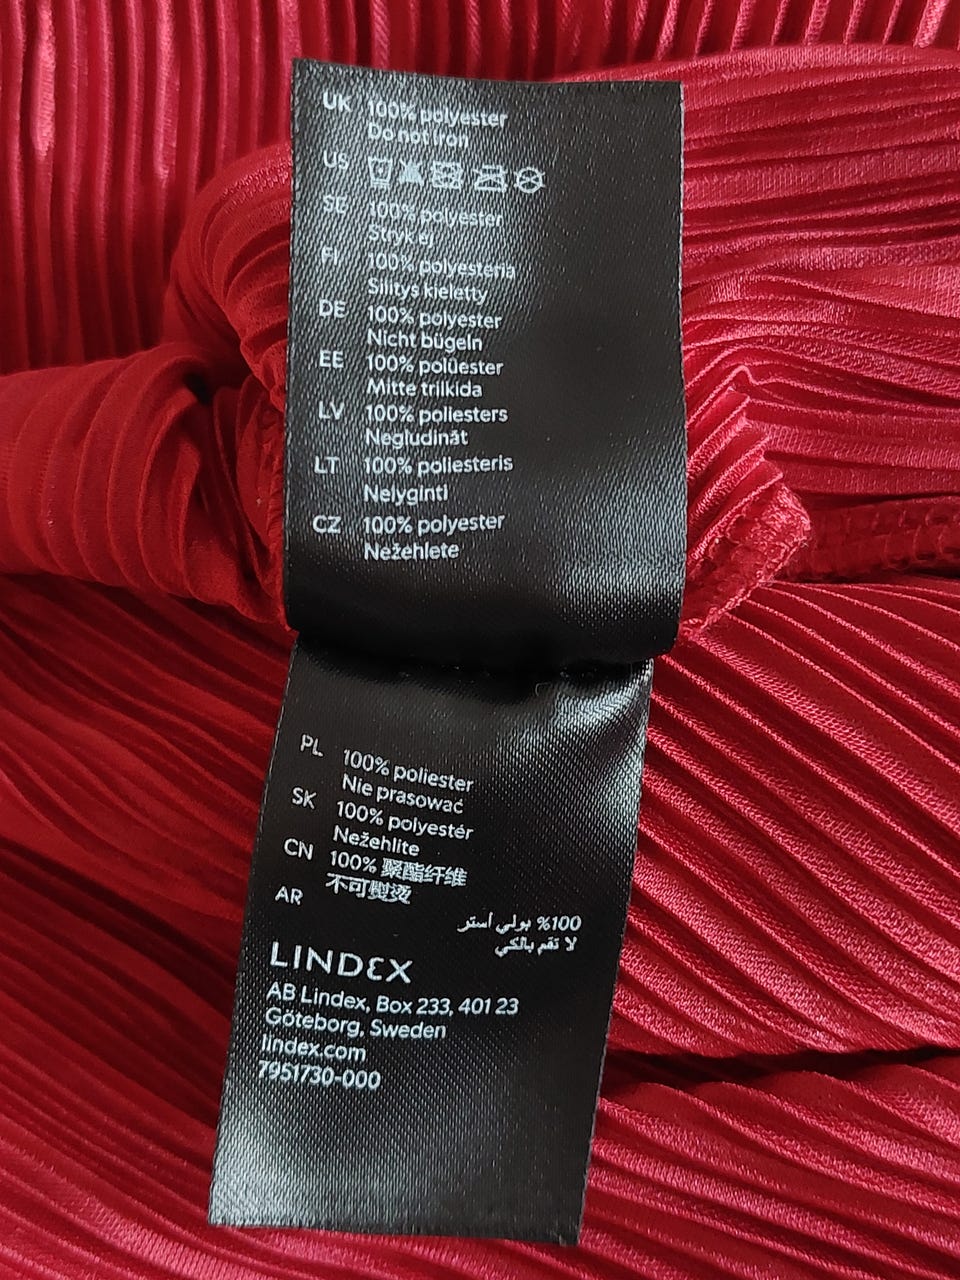 UK 100% polyester
Do not iron
US
SE 100% polyester
Stryk ej
FI 100% polyesteria
Silitys kielletty
DE 100% polyester
Nicht bügeln
EE 100% polüester
Mitte triikida
LV 100% poliesters
Negludināt
LT 100% poliesteris
Nelyginti
CZ 100% polyester
Nežehlete
PL 100% poliester
Nie prasować
SK 100% polyestér
Nežehlite
CN 100% 聚酯纤维
不可熨烫
AR
%100 بولي أستر
لا تقم بالكي
LINDEX
AB Lindex, Box 233, 401 23
Göteborg, Sweden
lindex.com
7951730-000